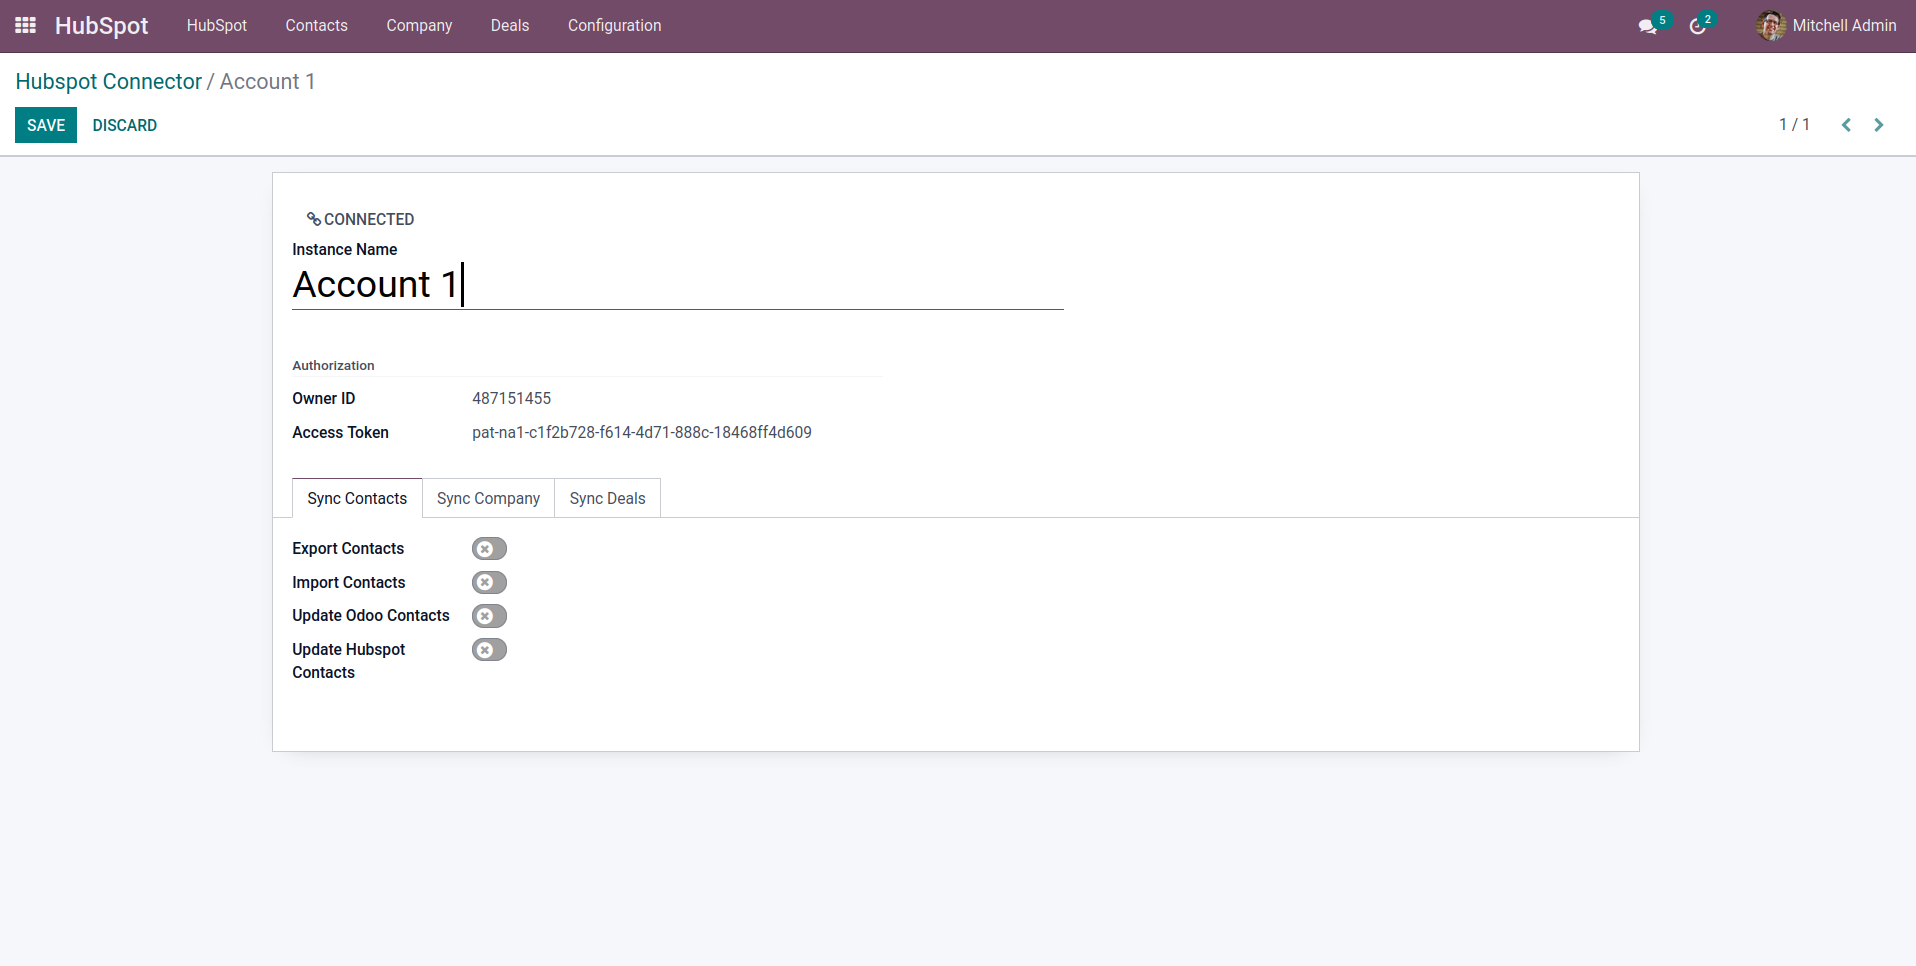 HubSpot HubSpot Contacts Company Deals Configuration 5 2 Mitchell Admin
Hubspot Connector / Account 1
SAVE DISCARD 1 / 1
CONNECTED
Instance Name
Account 1
Authorization
Owner ID 487151455
Access Token pat-na1-c1f2b728-f614-4d71-888c-18468ff4d609
Sync Contacts Sync Company Sync Deals
Export Contacts
Import Contacts
Update Odoo Contacts
Update Hubspot
Contacts